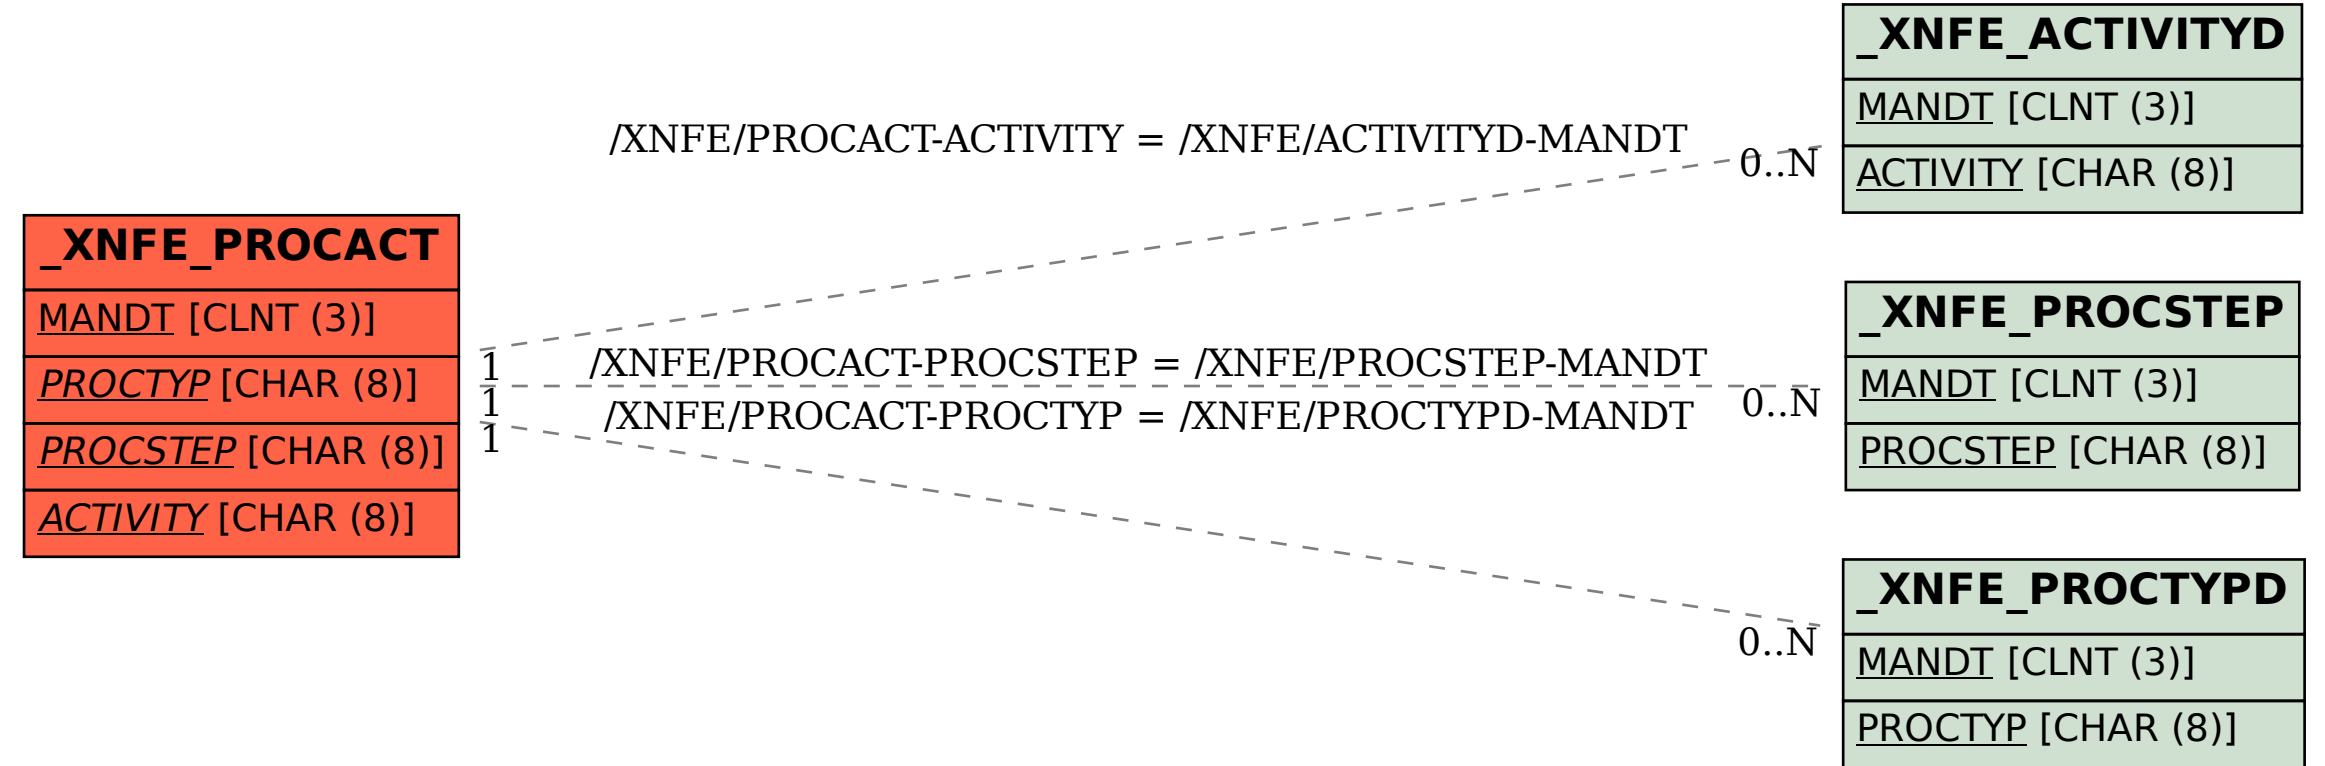 _XNFE_PROCACT
MANDT [CLNT (3)]
PROCTYP [CHAR (8)]
PROCSTEP [CHAR (8)]
ACTIVITY [CHAR (8)]
/XNFE/PROCACT-ACTIVITY = /XNFE/ACTIVITYD-MANDT
0..N
1
/XNFE/PROCACT-PROCSTEP = /XNFE/PROCSTEP-MANDT
0..N
1
/XNFE/PROCACT-PROCTYP = /XNFE/PROCTYPD-MANDT
1
0..N
_XNFE_ACTIVITYD
MANDT [CLNT (3)]
ACTIVITY [CHAR (8)]
_XNFE_PROCSTEP
MANDT [CLNT (3)]
PROCSTEP [CHAR (8)]
_XNFE_PROCTYPD
MANDT [CLNT (3)]
PROCTYP [CHAR (8)]